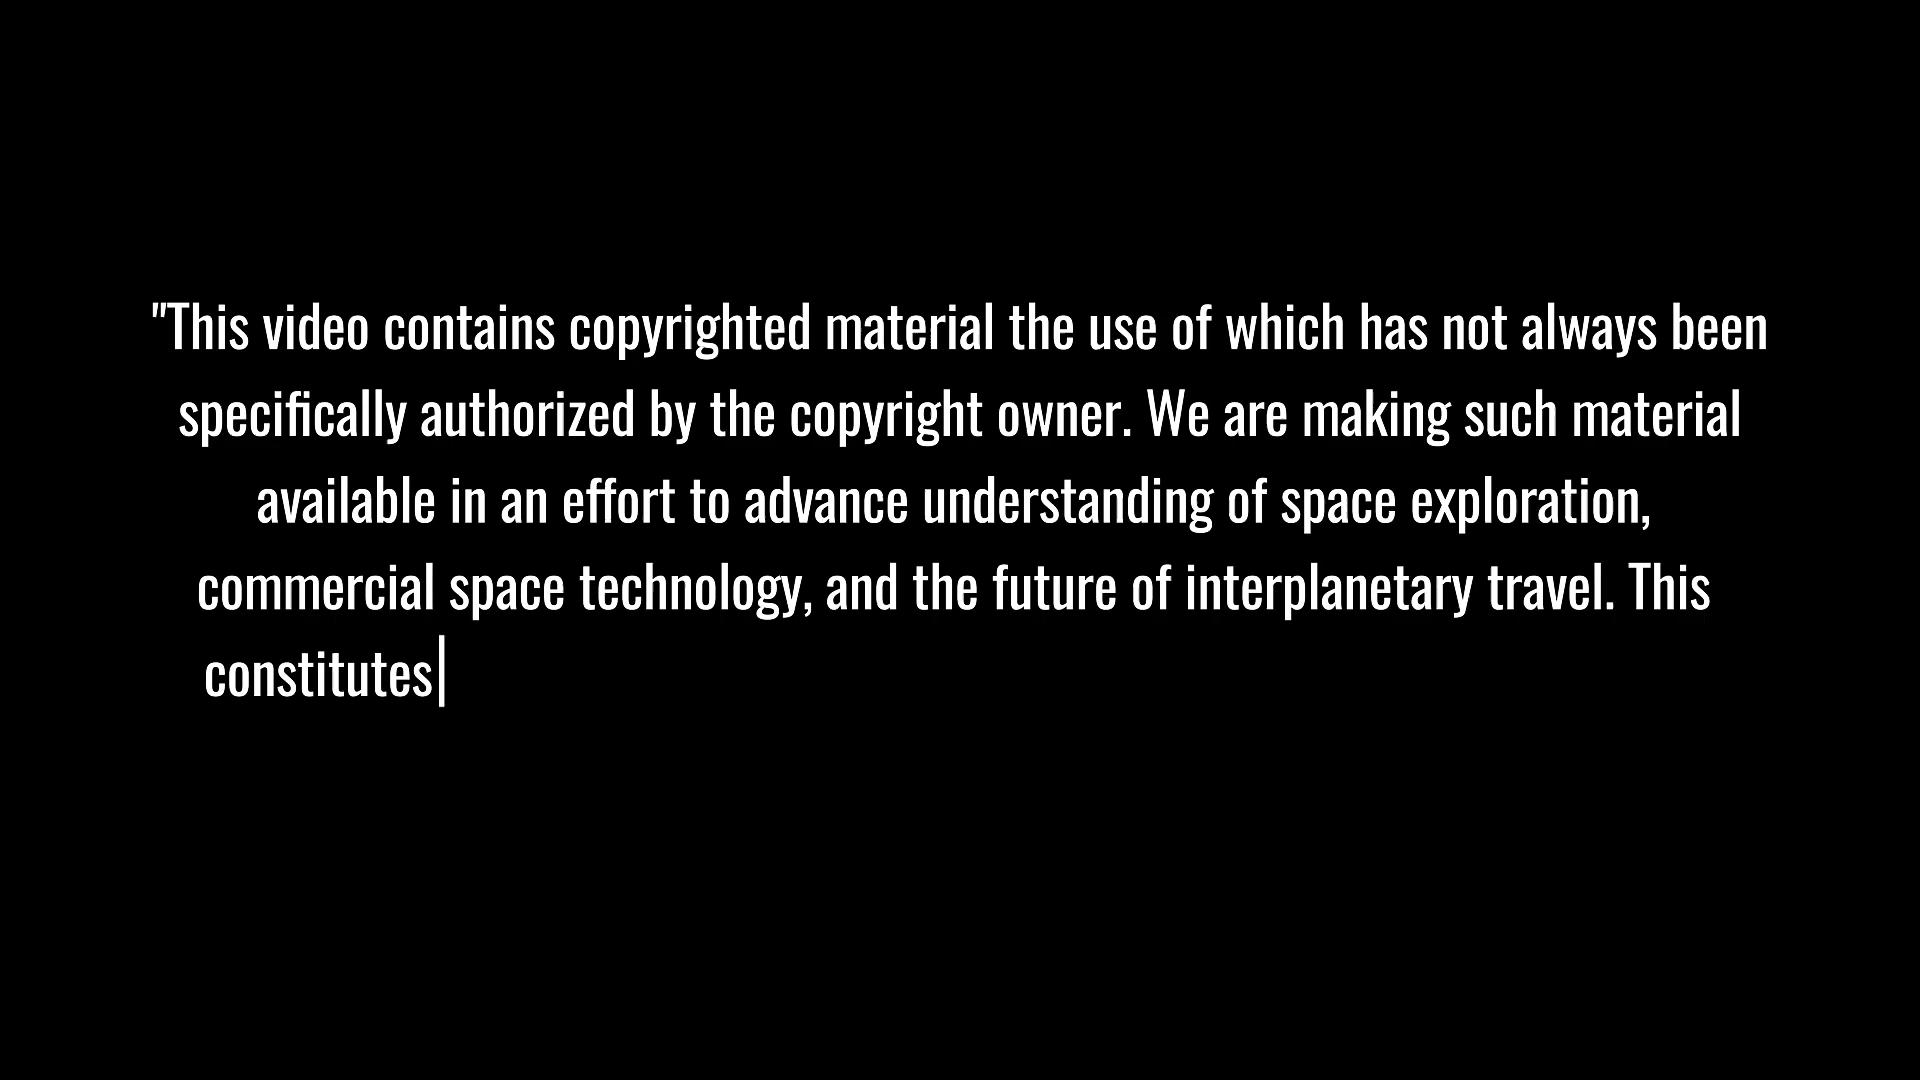 "This video contains copyrighted material the use of which has not always been
specifically authorized by the copyright owner. We are making such material
available in an effort to advance understanding of space exploration,
commercial space technology, and the future of interplanetary travel. This
constitutes